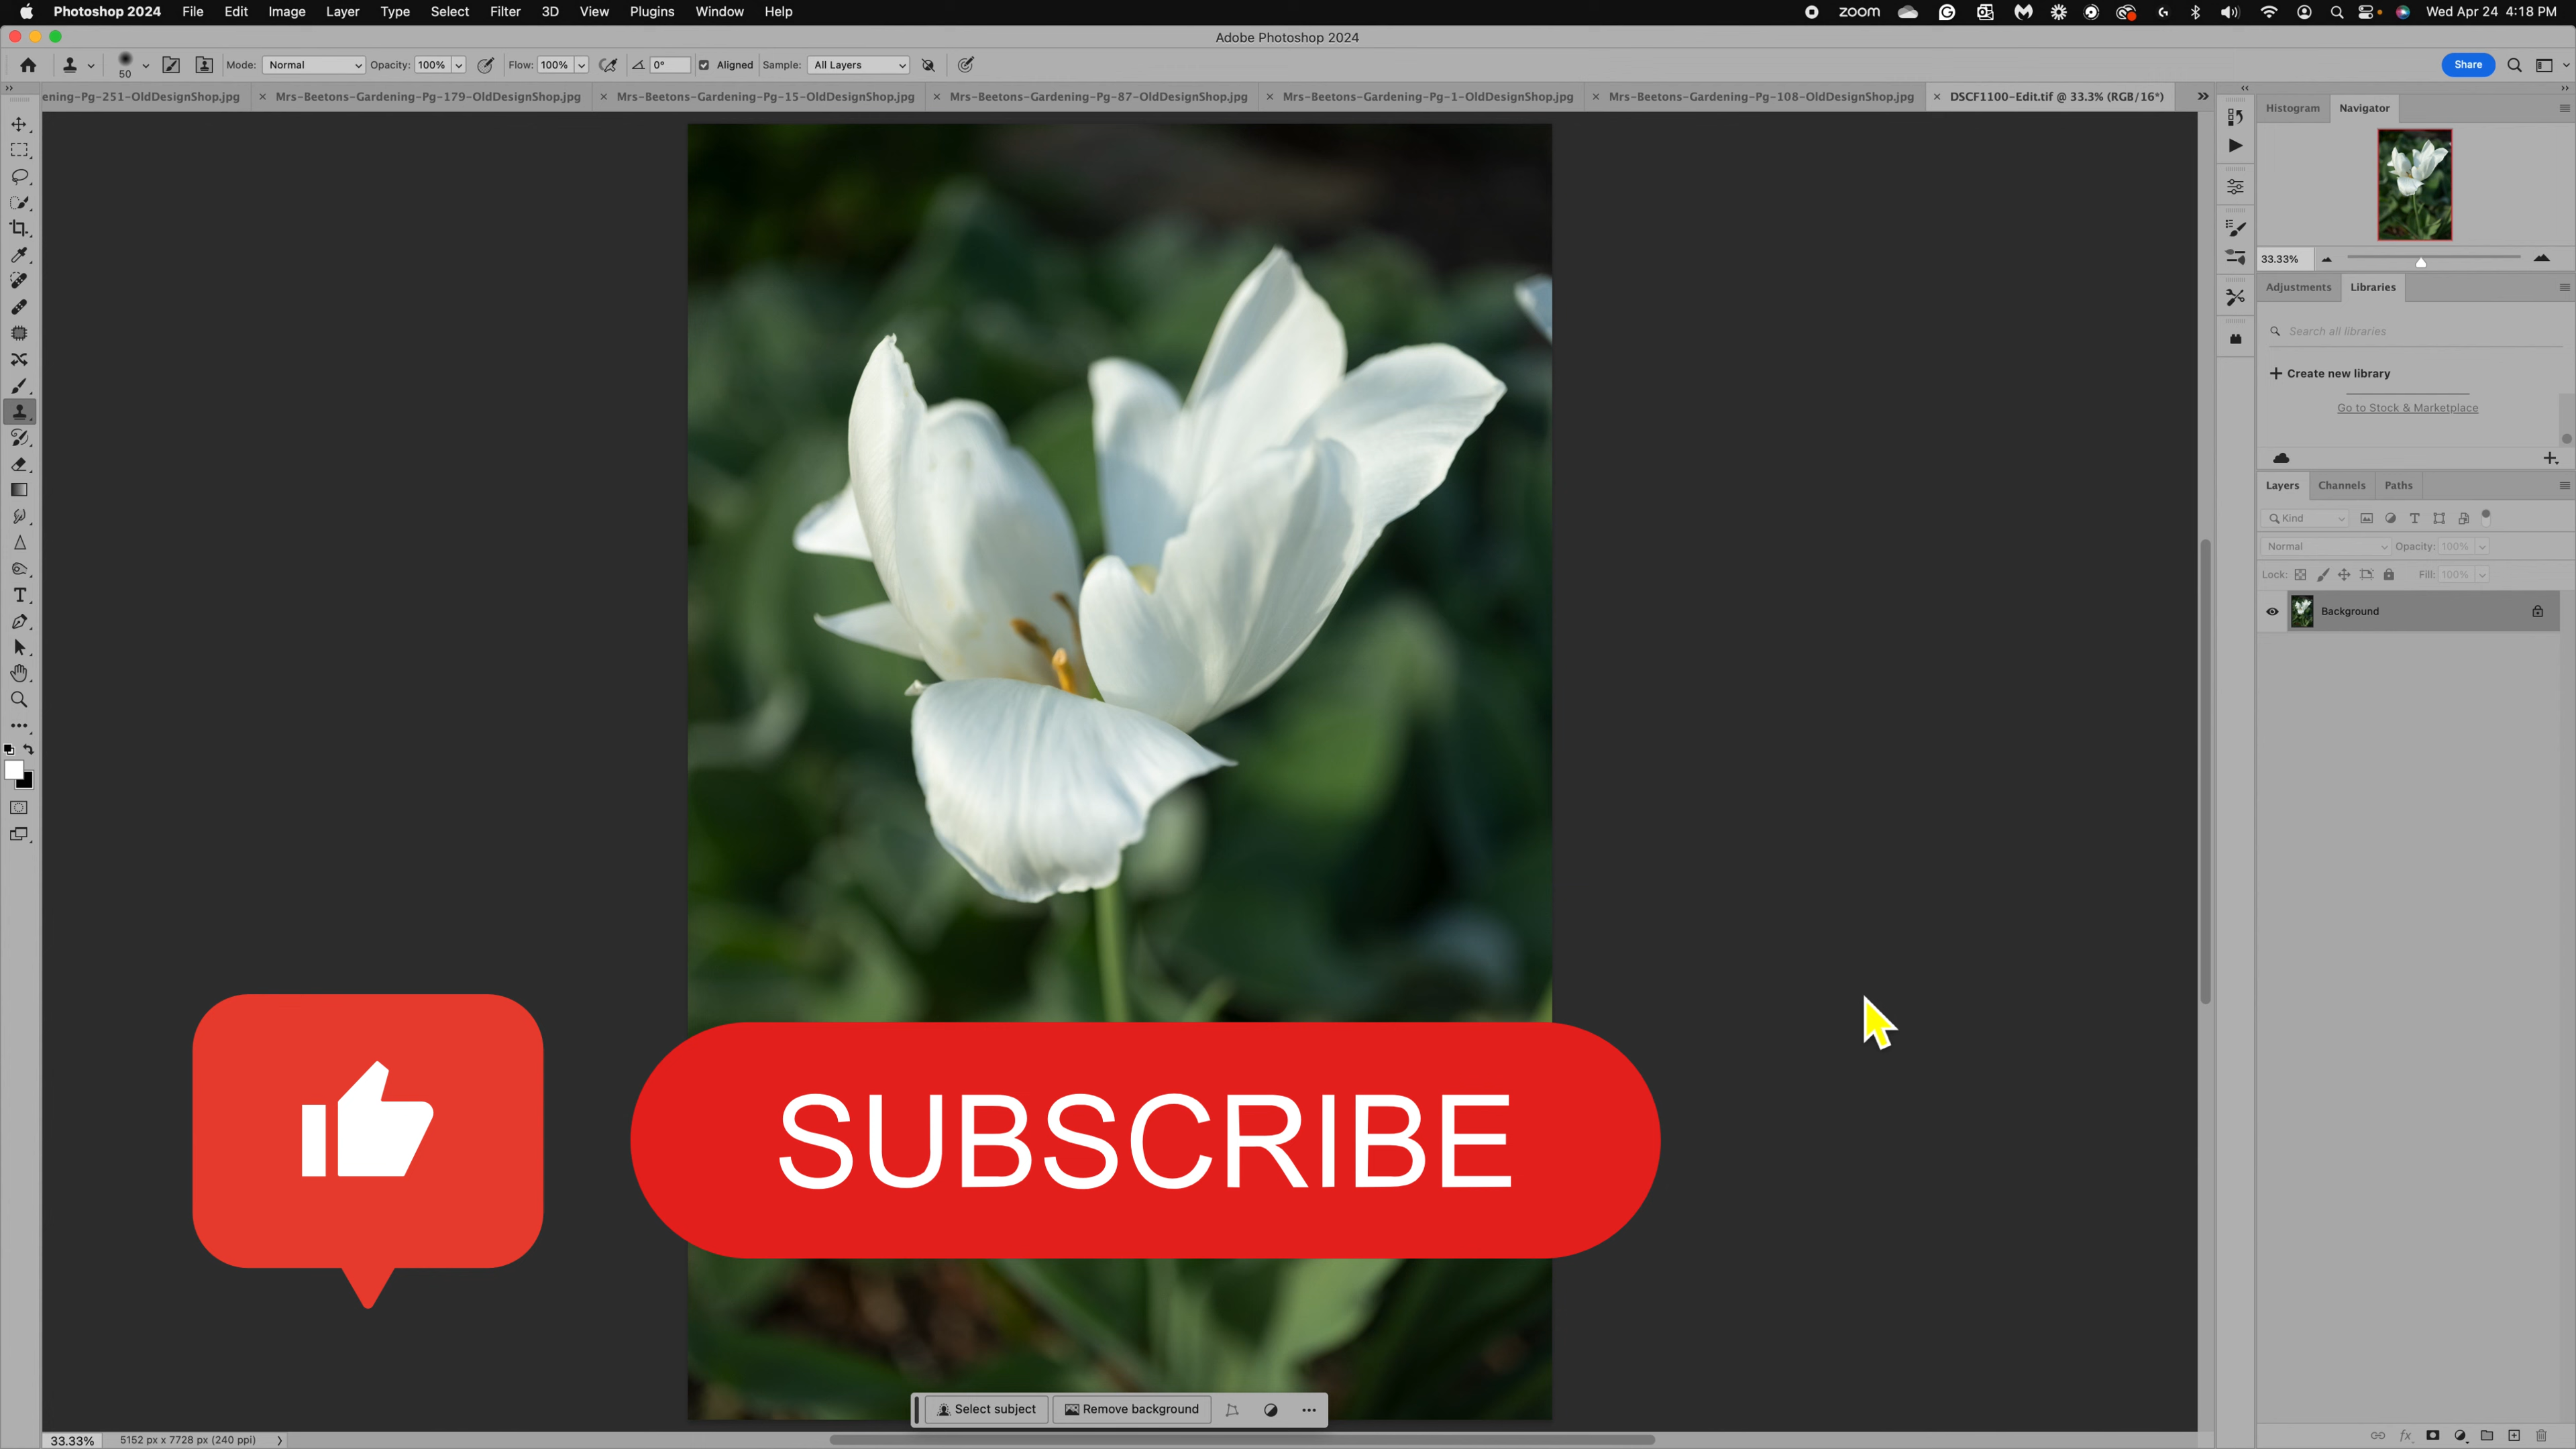 Photoshop 2024 File Edit Image Layer Type Select Filter 3D View Plugins Window Help zoom Wed Apr 24 4:18 PM
Adobe Photoshop 2024
50 Mode: Normal Opacity: 100% Flow: 100% 0° Aligned Sample: All Layers Share
ening-Pg-251-OldDesignShop.jpg × Mrs-Beetons-Gardening-Pg-179-OldDesignShop.jpg × Mrs-Beetons-Gardening-Pg-15-OldDesignShop.jpg × Mrs-Beetons-Gardening-Pg-87-OldDesignShop.jpg × Mrs-Beetons-Gardening-Pg-1-OldDesignShop.jpg × Mrs-Beetons-Gardening-Pg-108-OldDesignShop.jpg × DSCF1100-Edit.tif @ 33.3% (RGB/16*)
Histogram Navigator
33.33%
Adjustments Libraries
Search all libraries
+ Create new library
Go to Stock & Marketplace
Layers Channels Paths
Kind
Normal Opacity: 100%
Lock: Fill: 100%
Background
SUBSCRIBE
Select subject Remove background
33.33% 5152 px x 7728 px (240 ppi)
fx